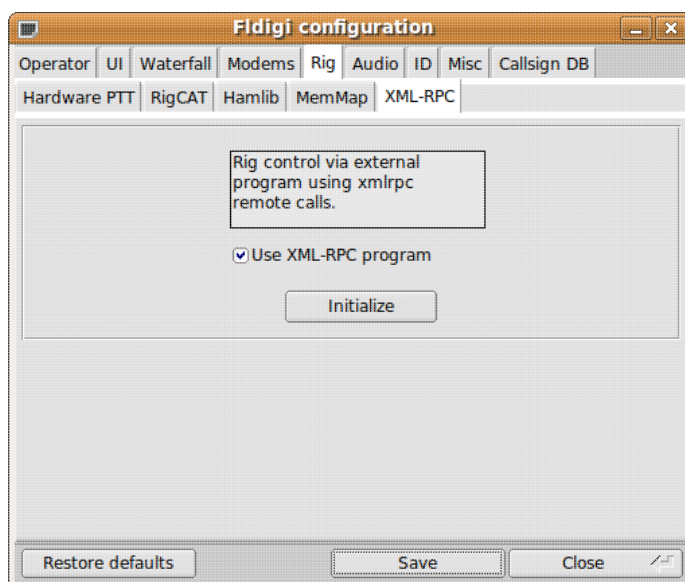 Fldigi configuration
Operator UI Waterfall Modems Rig Audio ID Misc Callsign DB
Hardware PTT RigCAT Hamlib MemMap XML-RPC
Rig control via external
program using xmlrpc
remote calls.
Use XML-RPC program
Initialize
Restore defaults Save Close